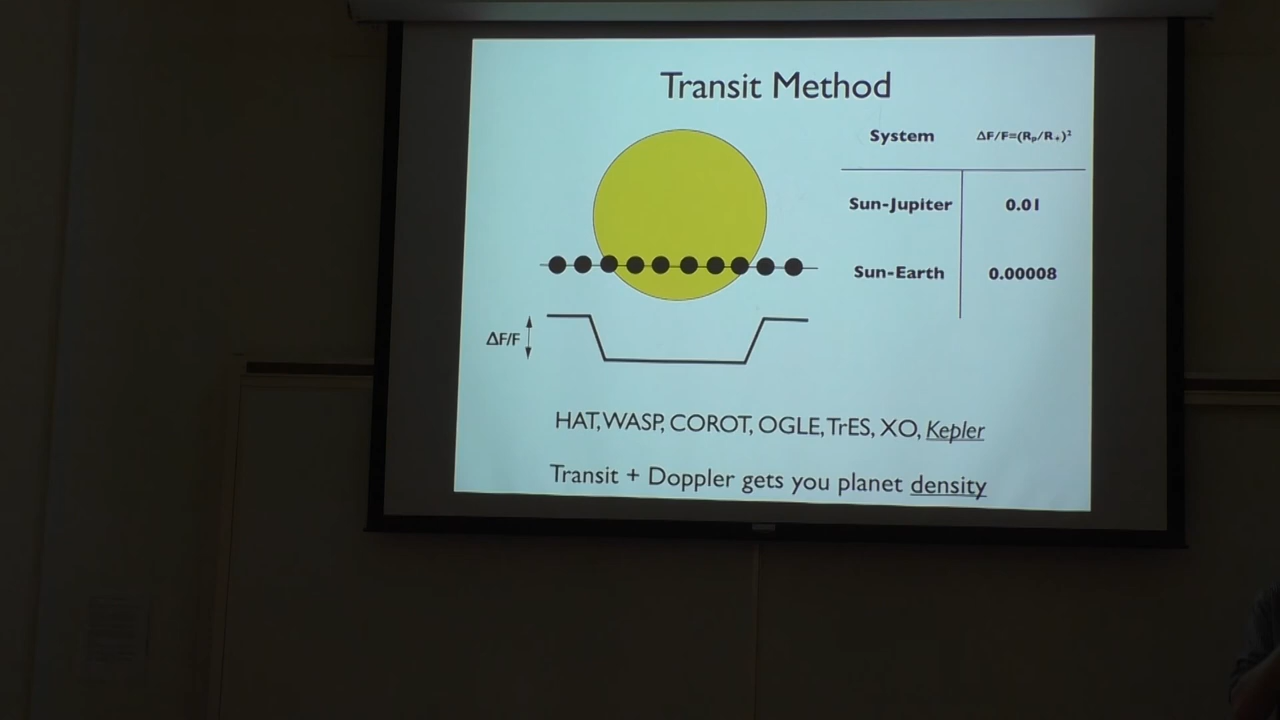 Transit Method
System ΔF/F=(Rₚ/R⋆)²
Sun-Jupiter 0.01
Sun-Earth 0.00008
ΔF/F
HAT, WASP, COROT, OGLE, TrES, XO, Kepler
Transit + Doppler gets you planet density